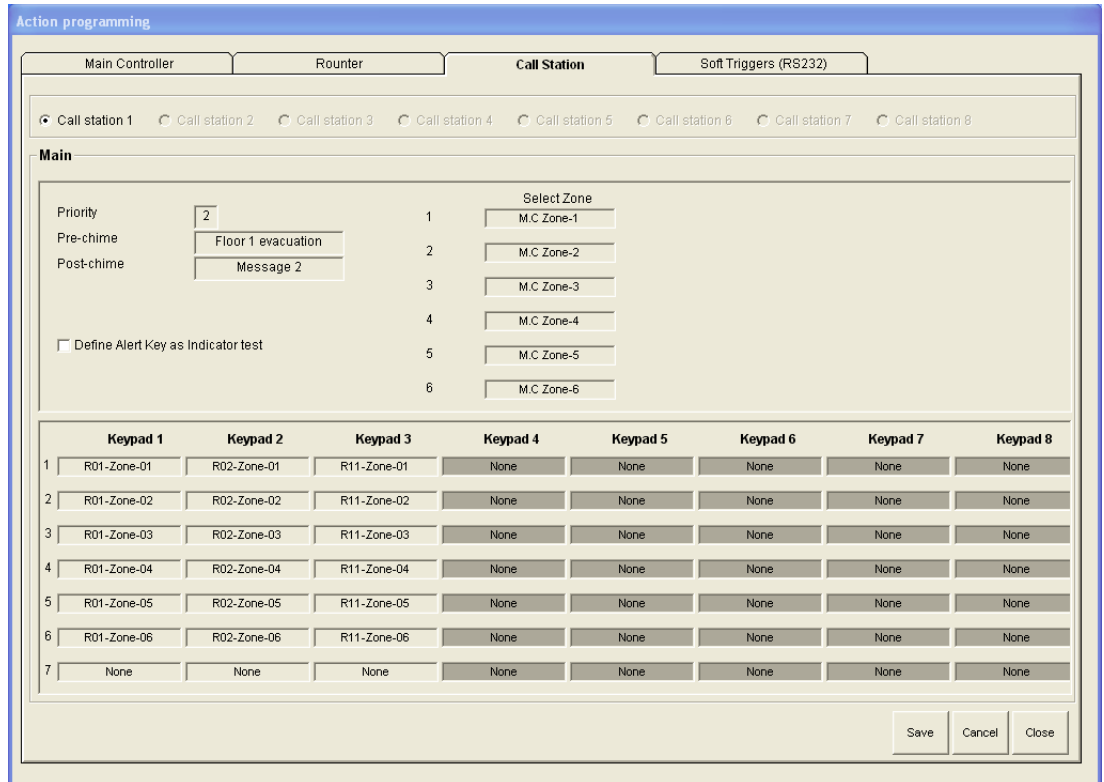 Action programming
Main Controller Rounter Call Station Soft Triggers (RS232)
Call station 1 Call station 2 Call station 3 Call station 4 Call station 5 Call station 6 Call station 7 Call station 8
Main
Select Zone
Priority 2 1 M.C Zone-1
Pre-chime Floor 1 evacuation
2 M.C Zone-2
Post-chime Message 2
3 M.C Zone-3
4 M.C Zone-4
Define Alert Key as Indicator test
5 M.C Zone-5
6 M.C Zone-6
Keypad 1 Keypad 2 Keypad 3 Keypad 4 Keypad 5 Keypad 6 Keypad 7 Keypad 8
1 R01-Zone-01 R02-Zone-01 R11-Zone-01 None None None None None
2 R01-Zone-02 R02-Zone-02 R11-Zone-02 None None None None None
3 R01-Zone-03 R02-Zone-03 R11-Zone-03 None None None None None
4 R01-Zone-04 R02-Zone-04 R11-Zone-04 None None None None None
5 R01-Zone-05 R02-Zone-05 R11-Zone-05 None None None None None
6 R01-Zone-06 R02-Zone-06 R11-Zone-06 None None None None None
7 None None None None None None None None
Save Cancel Close